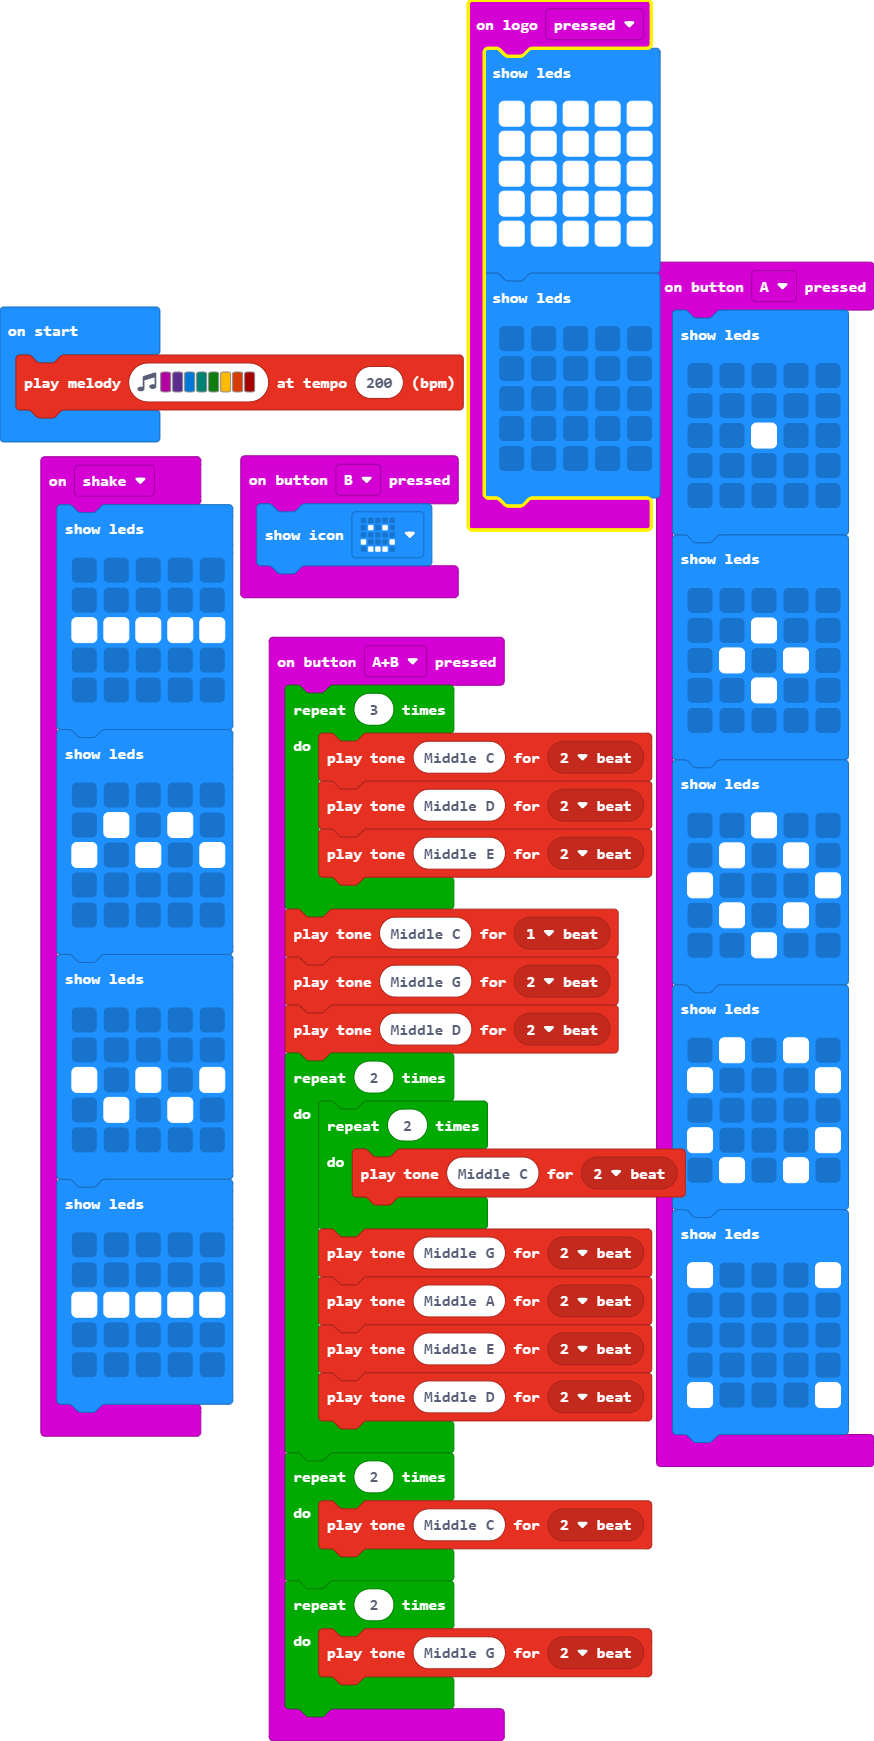 on logo pressed
show leds
show leds
on start
play melody at tempo 200 (bpm)
on shake
show leds
show leds
show leds
show leds
on button B pressed
show icon
on button A+B pressed
repeat 3 times
do
play tone Middle C for 2 beat
play tone Middle D for 2 beat
play tone Middle E for 2 beat
play tone Middle C for 1 beat
play tone Middle G for 2 beat
play tone Middle D for 2 beat
repeat 2 times
do
repeat 2 times
do
play tone Middle C for 2 beat
play tone Middle G for 2 beat
play tone Middle A for 2 beat
play tone Middle E for 2 beat
play tone Middle D for 2 beat
repeat 2 times
do
play tone Middle C for 2 beat
repeat 2 times
do
play tone Middle G for 2 beat
on button A pressed
show leds
show leds
show leds
show leds
show leds